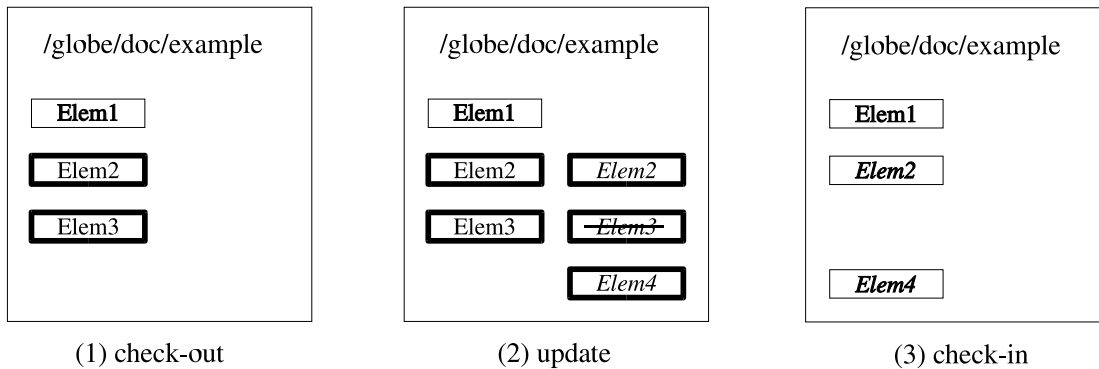 /globe/doc/example
Elem1
Elem2
Elem3
(1) check-out
/globe/doc/example
Elem1
Elem2 Elem2
Elem3 Elem3
Elem4
(2) update
/globe/doc/example
Elem1
Elem2
Elem4
(3) check-in